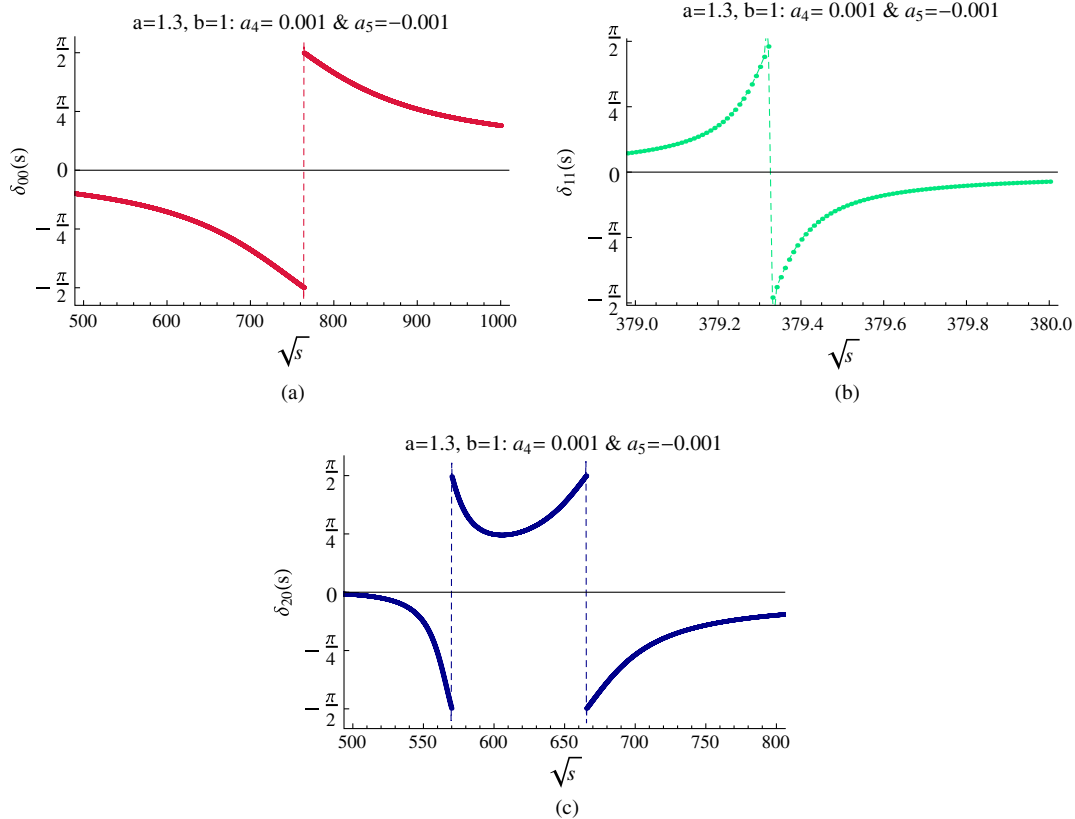 a=1.3, b=1: a4= 0.001 & a5=−0.001
π/2
π/4
0
−π/4
−π/2
δ00(s)
500 600 700 800 900 1000
√s
(a)
a=1.3, b=1: a4= 0.001 & a5=−0.001
π/2
π/4
0
−π/4
−π/2
δ11(s)
379.0 379.2 379.4 379.6 379.8 380.0
√s
(b)
a=1.3, b=1: a4= 0.001 & a5=−0.001
π/2
π/4
0
−π/4
−π/2
δ20(s)
500 550 600 650 700 750 800
√s
(c)